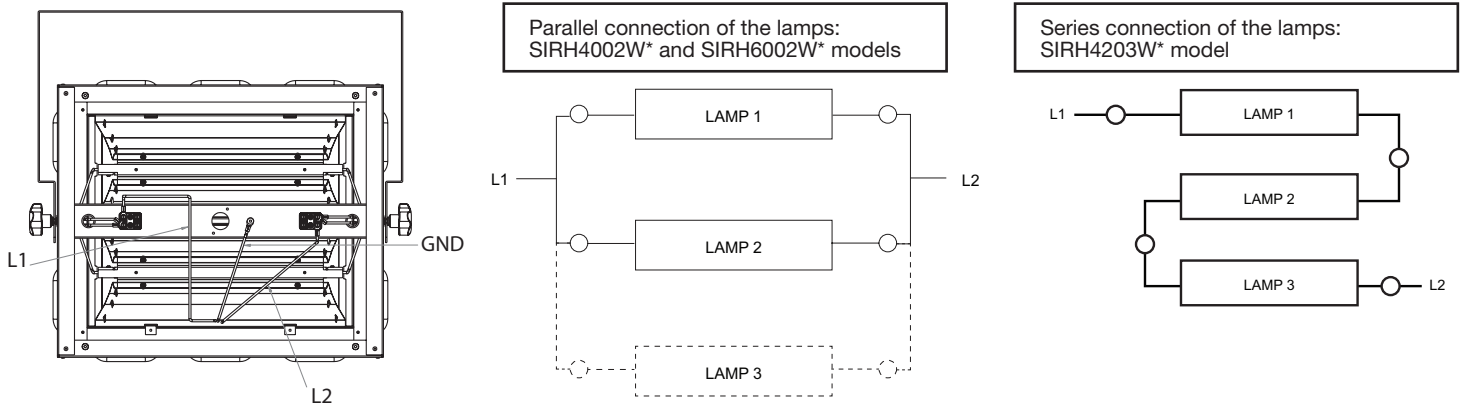 L1
GND
L2
Parallel connection of the lamps:
SIRH4002W* and SIRH6002W* models
LAMP 1
L1
L2
LAMP 2
LAMP 3
Series connection of the lamps:
SIRH4203W* model
L1
LAMP 1
LAMP 2
LAMP 3
L2